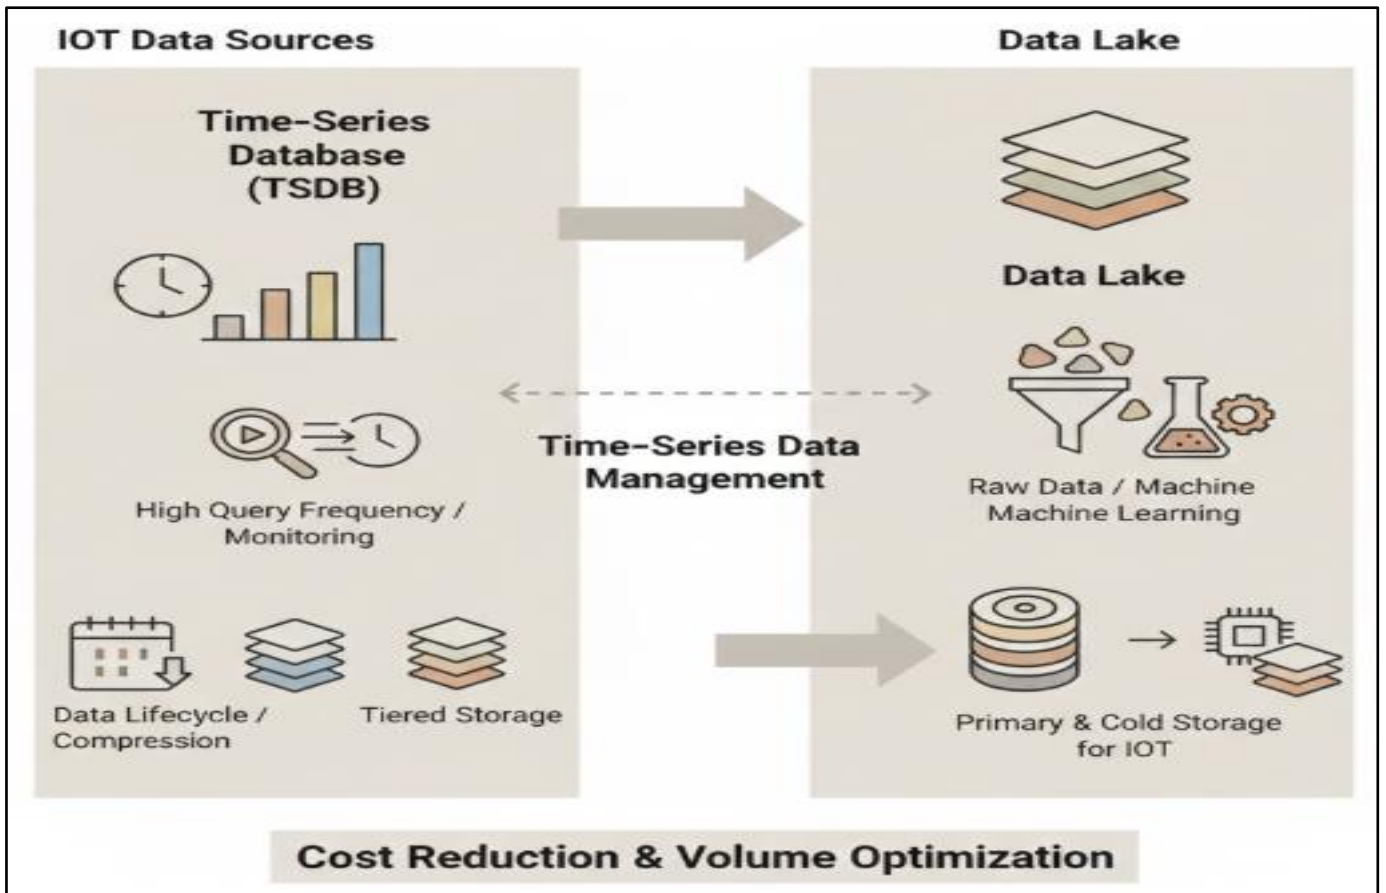 IOT Data Sources
Data Lake
Time-Series
Database
(TSDB)
Data Lake
High Query Frequency /
Monitoring
Time-Series Data
Management
Raw Data / Machine
Machine Learning
Data Lifecycle /
Compression
Tiered Storage
Primary & Cold Storage
for IOT
Cost Reduction & Volume Optimization